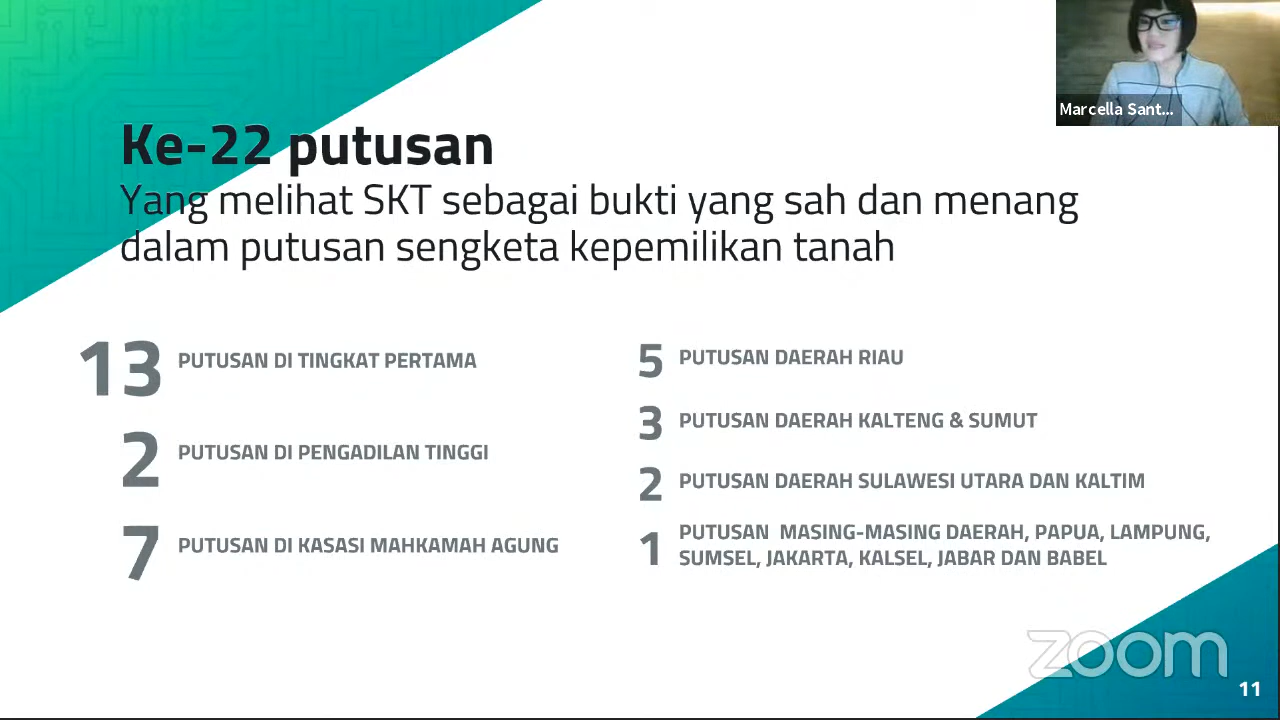 Marcella Sant...
Ke-22 putusan
Yang melihat SKT sebagai bukti yang sah dan menang
dalam putusan sengketa kepemilikan tanah
13 PUTUSAN DI TINGKAT PERTAMA
2 PUTUSAN DI PENGADILAN TINGGI
7 PUTUSAN DI KASASI MAHKAMAH AGUNG
5 PUTUSAN DAERAH RIAU
3 PUTUSAN DAERAH KALTENG & SUMUT
2 PUTUSAN DAERAH SULAWESI UTARA DAN KALTIM
1 PUTUSAN MASING-MASING DAERAH, PAPUA, LAMPUNG,
SUMSEL, JAKARTA, KALSEL, JABAR DAN BABEL
zoom
11